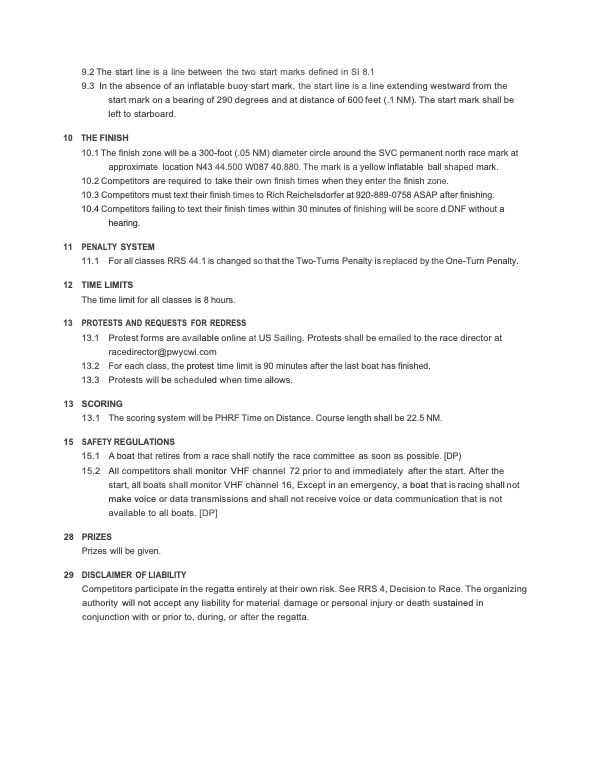 9.2 The start line is a line between the two start marks defined in SI 8.1
9.3 In the absence of an inflatable buoy start mark, the start line is a line extending westward from the
start mark on a bearing of 290 degrees and at distance of 600 feet (.1 NM). The start mark shall be
left to starboard.
10 THE FINISH
10.1 The finish zone will be a 300-foot (.05 NM) diameter circle around the SVC permanent north race mark at
approximate location N43 44.500 W087 40.880. The mark is a yellow inflatable ball shaped mark.
10.2 Competitors are required to take their own finish times when they enter the finish zone.
10.3 Competitors must text their finish times to Rich Reichelsdorfer at 920-889-0758 ASAP after finishing.
10.4 Competitors failing to text their finish times within 30 minutes of finishing will be score d DNF without a
hearing.
11 PENALTY SYSTEM
11.1 For all classes RRS 44.1 is changed so that the Two-Turns Penalty is replaced by the One-Turn Penalty.
12 TIME LIMITS
The time limit for all classes is 8 hours.
13 PROTESTS AND REQUESTS FOR REDRESS
13.1 Protest forms are available online at US Sailing. Protests shall be emailed to the race director at
racedirector@pwycwi.com
13.2 For each class, the protest time limit is 90 minutes after the last boat has finished.
13.3 Protests will be scheduled when time allows.
13 SCORING
13.1 The scoring system will be PHRF Time on Distance. Course length shall be 22.5 NM.
15 SAFETY REGULATIONS
15.1 A boat that retires from a race shall notify the race committee as soon as possible. [DP)
15.2 All competitors shall monitor VHF channel 72 prior to and immediately after the start. After the
start, all boats shall monitor VHF channel 16, Except in an emergency, a boat that is racing shall not
make voice or data transmissions and shall not receive voice or data communication that is not
available to all boats. [DP]
28 PRIZES
Prizes will be given.
29 DISCLAIMER OF LIABILITY
Competitors participate in the regatta entirely at their own risk. See RRS 4, Decision to Race. The organizing
authority will not accept any liability for material damage or personal injury or death sustained in
conjunction with or prior to, during, or after the regatta.